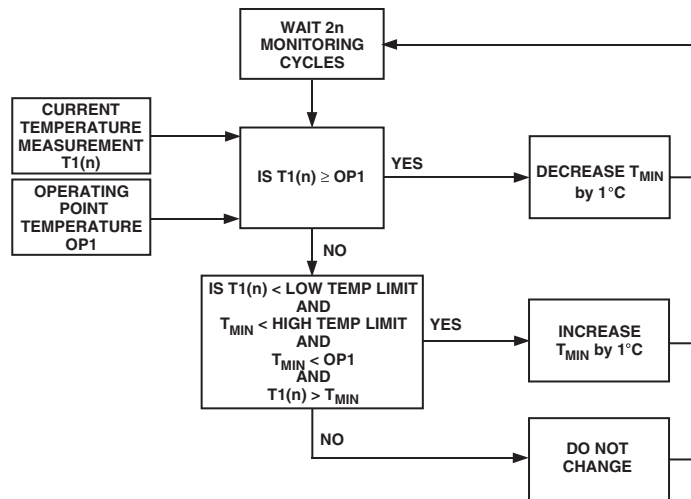 WAIT 2n
MONITORING
CYCLES
CURRENT
TEMPERATURE
MEASUREMENT
T1(n)
OPERATING
POINT
TEMPERATURE
OP1
IS T1(n) ≥ OP1
YES
DECREASE TMIN
by 1°C
NO
IS T1(n) < LOW TEMP LIMIT
AND
TMIN < HIGH TEMP LIMIT
AND
TMIN < OP1
AND
T1(n) > TMIN
YES
INCREASE
TMIN by 1°C
NO
DO NOT
CHANGE